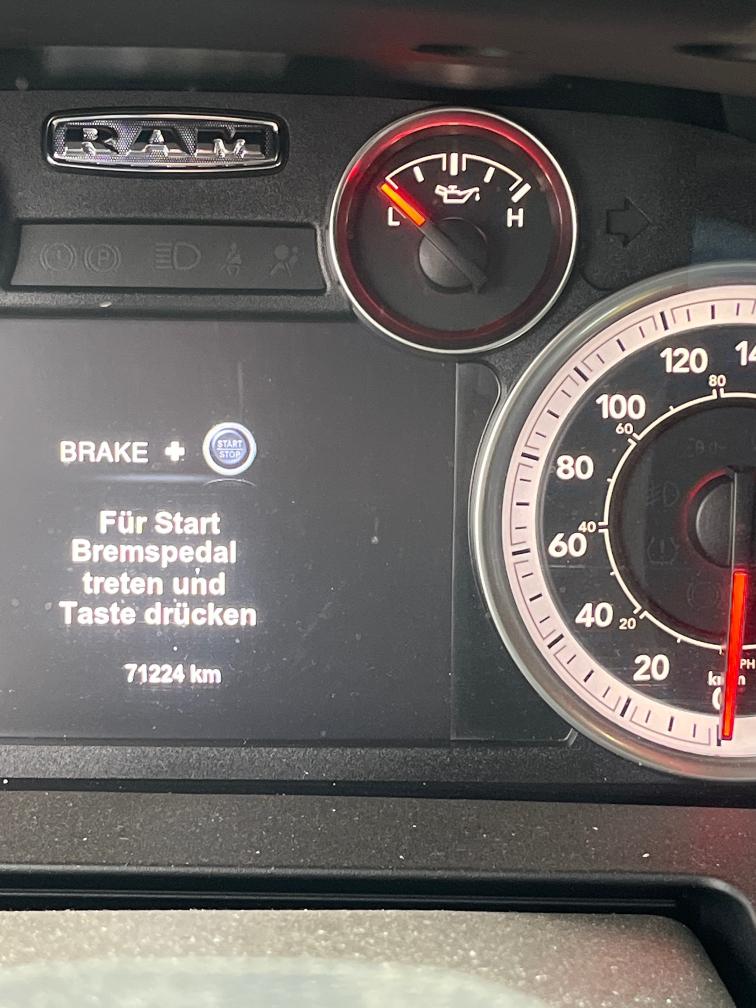 RAM
L H
BRAKE + START STOP
Für Start
Bremspedal
treten und
Taste drücken
71224 km
120
80
100
60
80
40
60
40
20
20